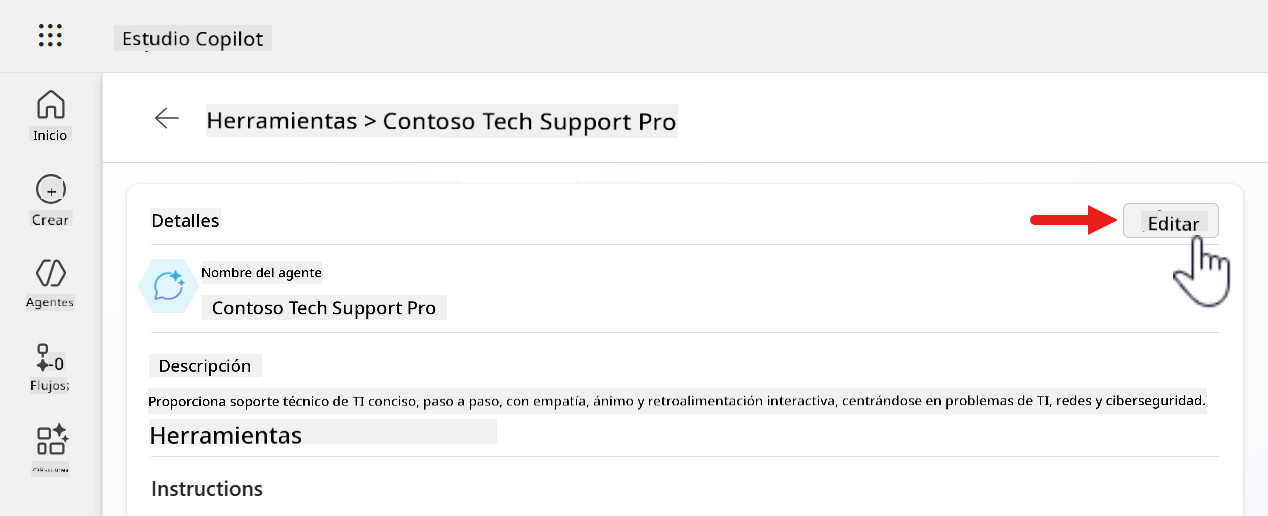 Estudio Copilot
Herramientas > Contoso Tech Support Pro
Inicio
Crear
Agentes
Flujos;
Detalles
Editar
Nombre del agente
Contoso Tech Support Pro
Descripción
Proporciona soporte técnico de TI conciso, paso a paso, con empatía, ánimo y retroalimentación interactiva, centrándose en problemas de TI, redes y ciberseguridad.
Herramientas
Instructions